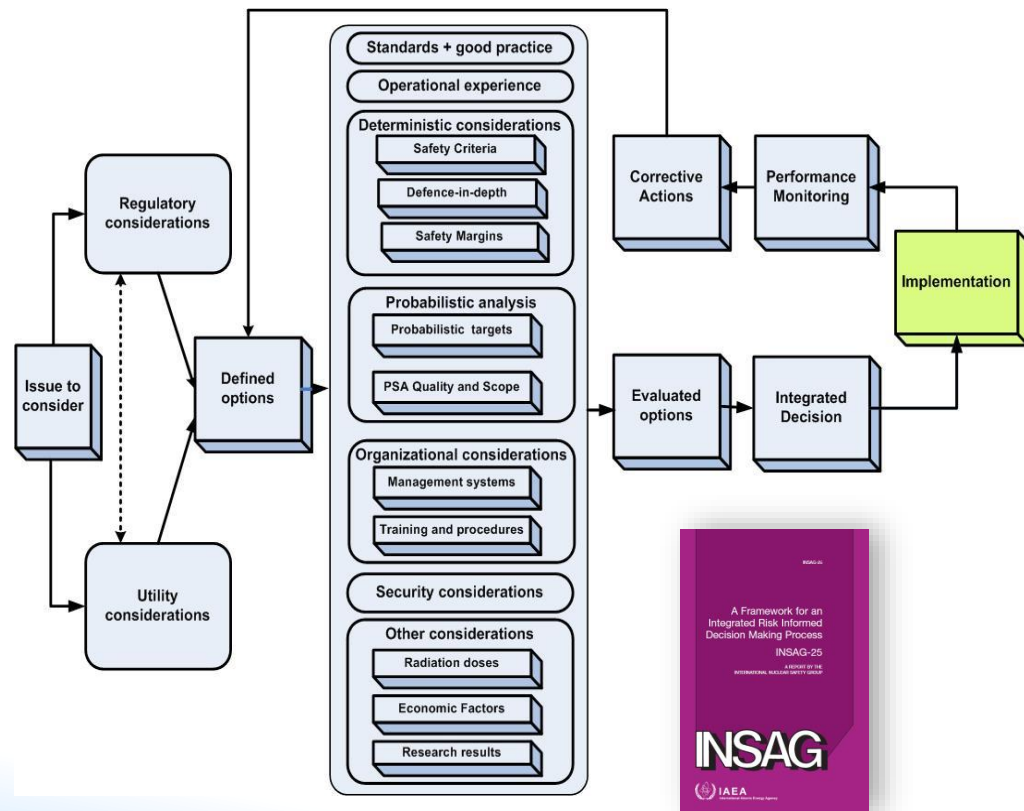 Standards + good practice
Operational experience
Deterministic considerations
Safety Criteria
Defence-in-depth
Safety Margins
Probabilistic analysis
Probabilistic targets
PSA Quality and Scope
Organizational considerations
Management systems
Training and procedures
Security considerations
Other considerations
Radiation doses
Economic Factors
Research results
Regulatory
considerations
Issue to
consider
Utility
considerations
Defined
options
Corrective
Actions
Performance
Monitoring
Implementation
Evaluated
options
Integrated
Decision
INSAG-25
A Framework for an
Integrated Risk Informed
Decision Making Process
INSAG-25
A REPORT BY THE
INTERNATIONAL NUCLEAR SAFETY GROUP
INSAG
IAEA
International Atomic Energy Agency